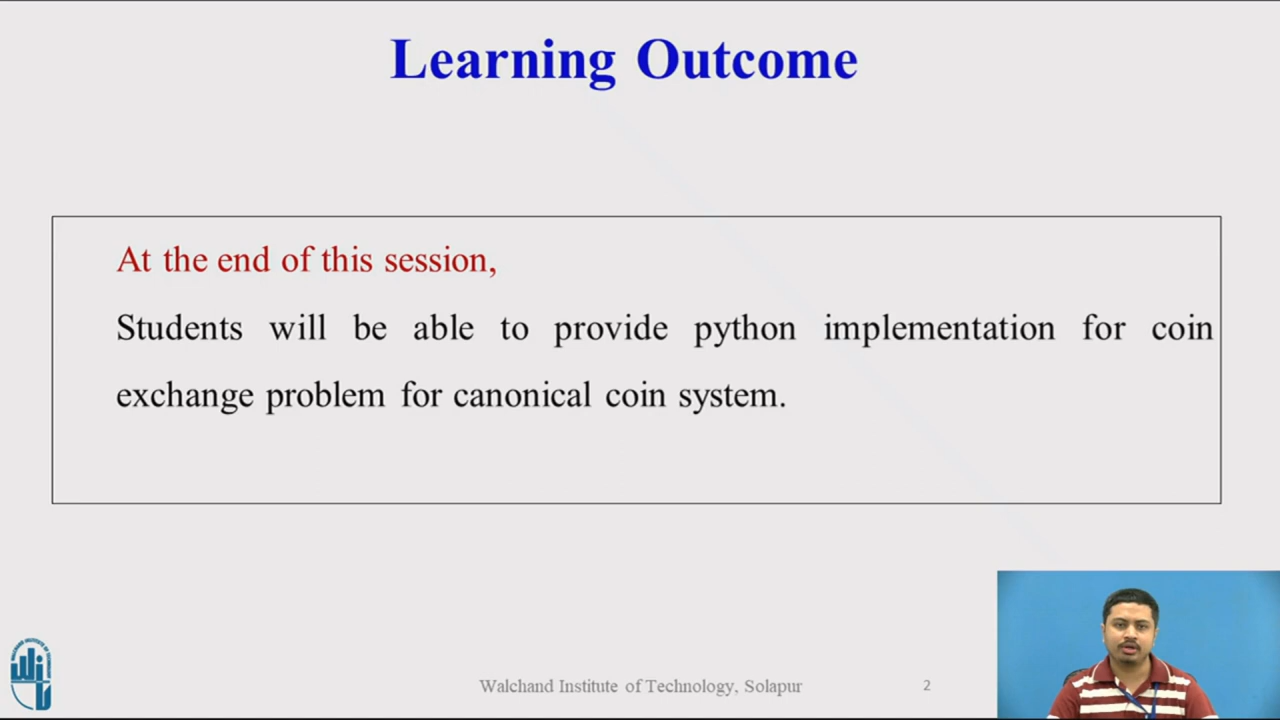 Learning Outcome
At the end of this session,
Students will be able to provide python implementation for coin
exchange problem for canonical coin system.
Walchand Institute of Technology, Solapur
2